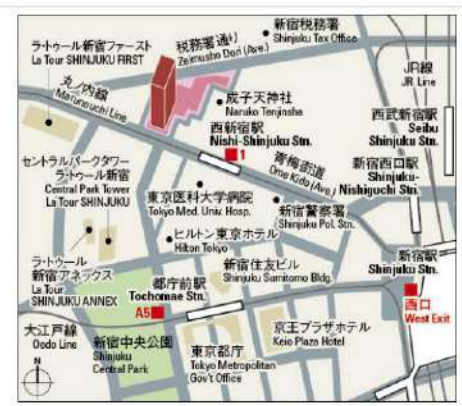 新宿税務署
Shinjuku Tax Office
ラ・トゥール新宿ファースト
La Tour SHINJUKU FIRST
税務署通り
Zeimusho Dori (Ave.)
JR線
JR Line
丸ノ内線
Marunouchi Line
成子天神社
Naruko Tenjinsha
西武新宿駅
Seibu
Shinjuku Stn.
西新宿駅
Nishi-Shinjuku Stn.
1
青梅街道
Ome Kido (Ave.)
新宿西口駅
Shinjuku-
Nishiguchi Stn.
セントラルパークタワー
ラ・トゥール新宿
Central Park Tower
La Tour SHINJUKU
東京医科大学病院
Tokyo Med. Univ. Hosp.
新宿警察署
Shinjuku Pol. Stn.
ヒルトン東京ホテル
Hilton Tokyo
ラ・トゥール
新宿アネックス
La Tour
SHINJUKU ANNEX
都庁前駅
Tochomae Stn.
A5
新宿住友ビル
Shinjuku Sumitomo Bldg.
新宿駅
Shinjuku Stn.
西口
West Exit
大江戸線
Oedo Line
新宿中央公園
Shinjuku
Central Park
東京都庁
Tokyo Metropolitan
Gov't Office
京王プラザホテル
Keio Plaza Hotel
N